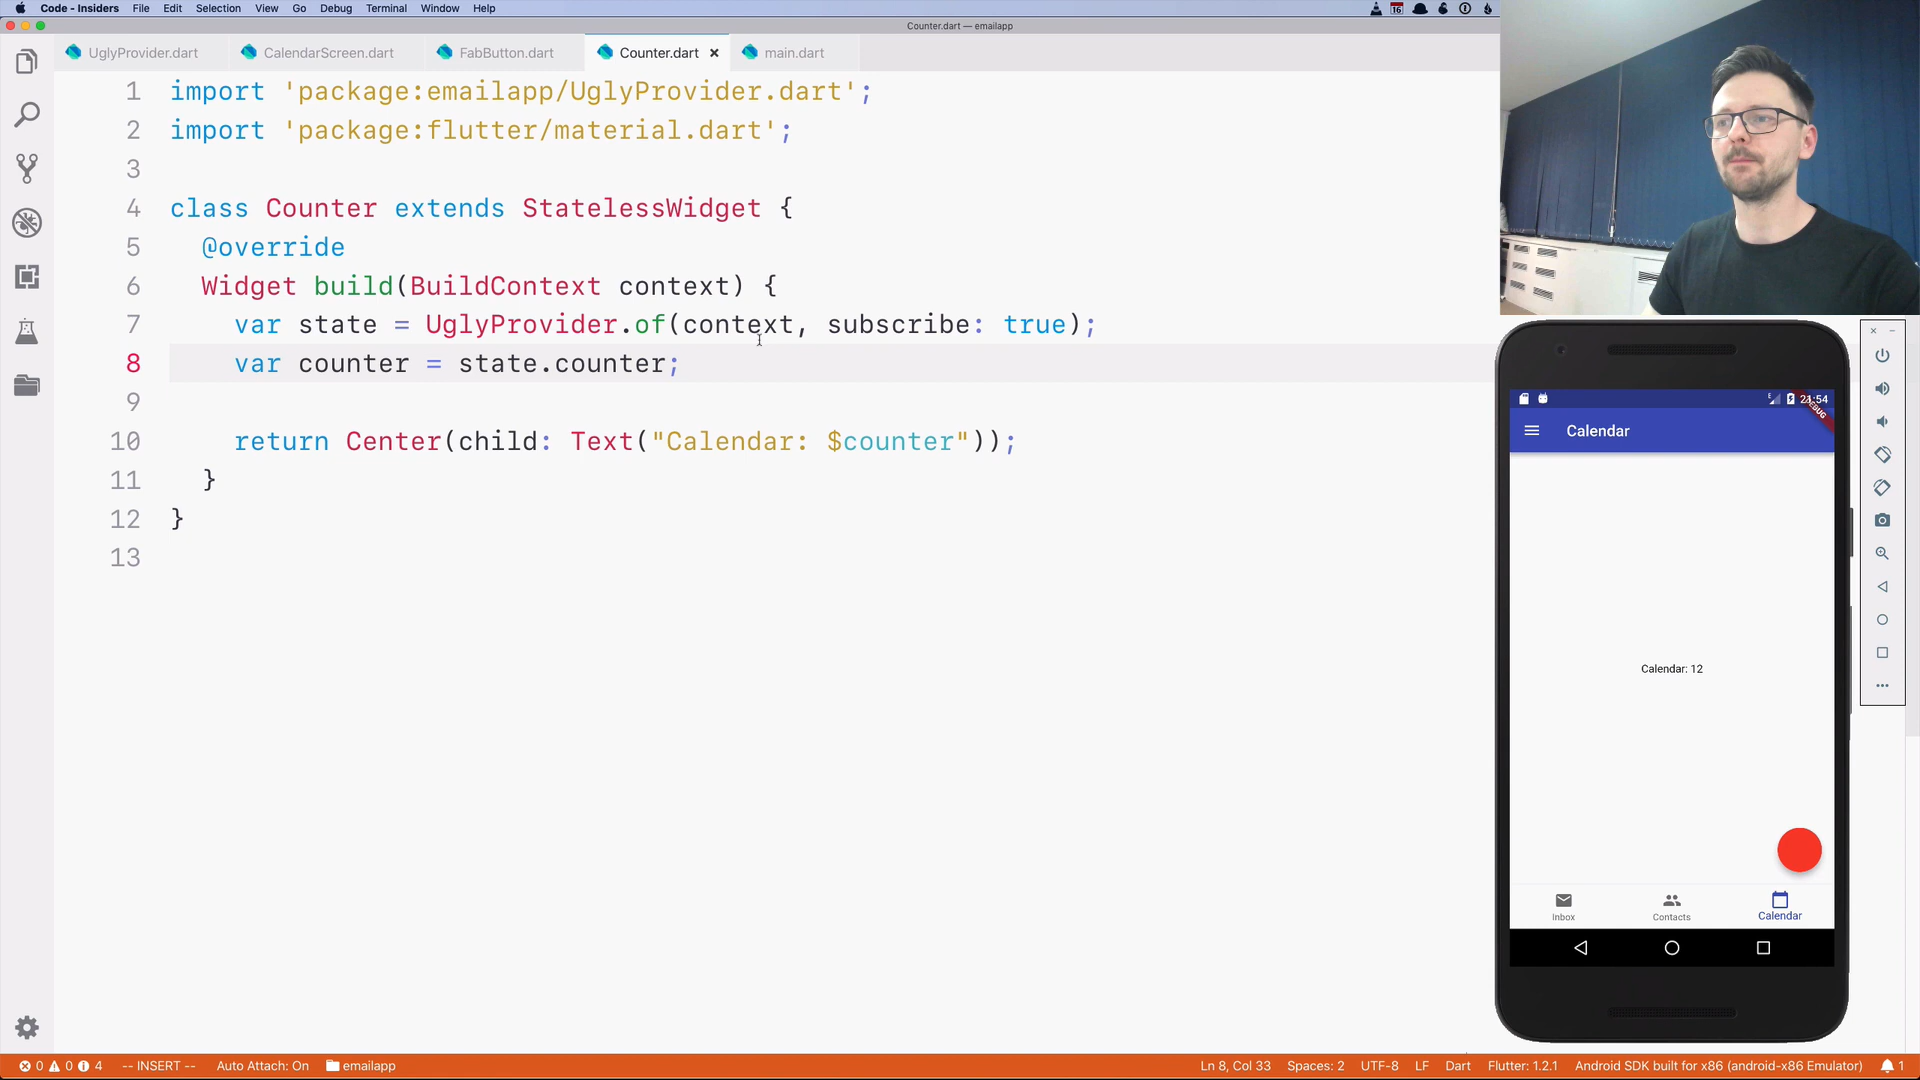 Code - Insiders File Edit Selection View Go Debug Terminal Window Help
16
Counter.dart — emailapp
UglyProvider.dart CalendarScreen.dart FabButton.dart Counter.dart × main.dart
1 import 'package:emailapp/UglyProvider.dart';
2 import 'package:flutter/material.dart';
3
4 class Counter extends StatelessWidget {
5 @override
6 Widget build(BuildContext context) {
7 var state = UglyProvider.of(context, subscribe: true);
8 var counter = state.counter;
9
10 return Center(child: Text("Calendar: $counter"));
11 }
12 }
13
DEBUG
Calendar
Calendar: 12
Inbox Contacts Calendar
0 0 4 -- INSERT -- Auto Attach: On emailapp Ln 8, Col 33 Spaces: 2 UTF-8 LF Dart Flutter: 1.2.1 Android SDK built for x86 (android-x86 Emulator) 1